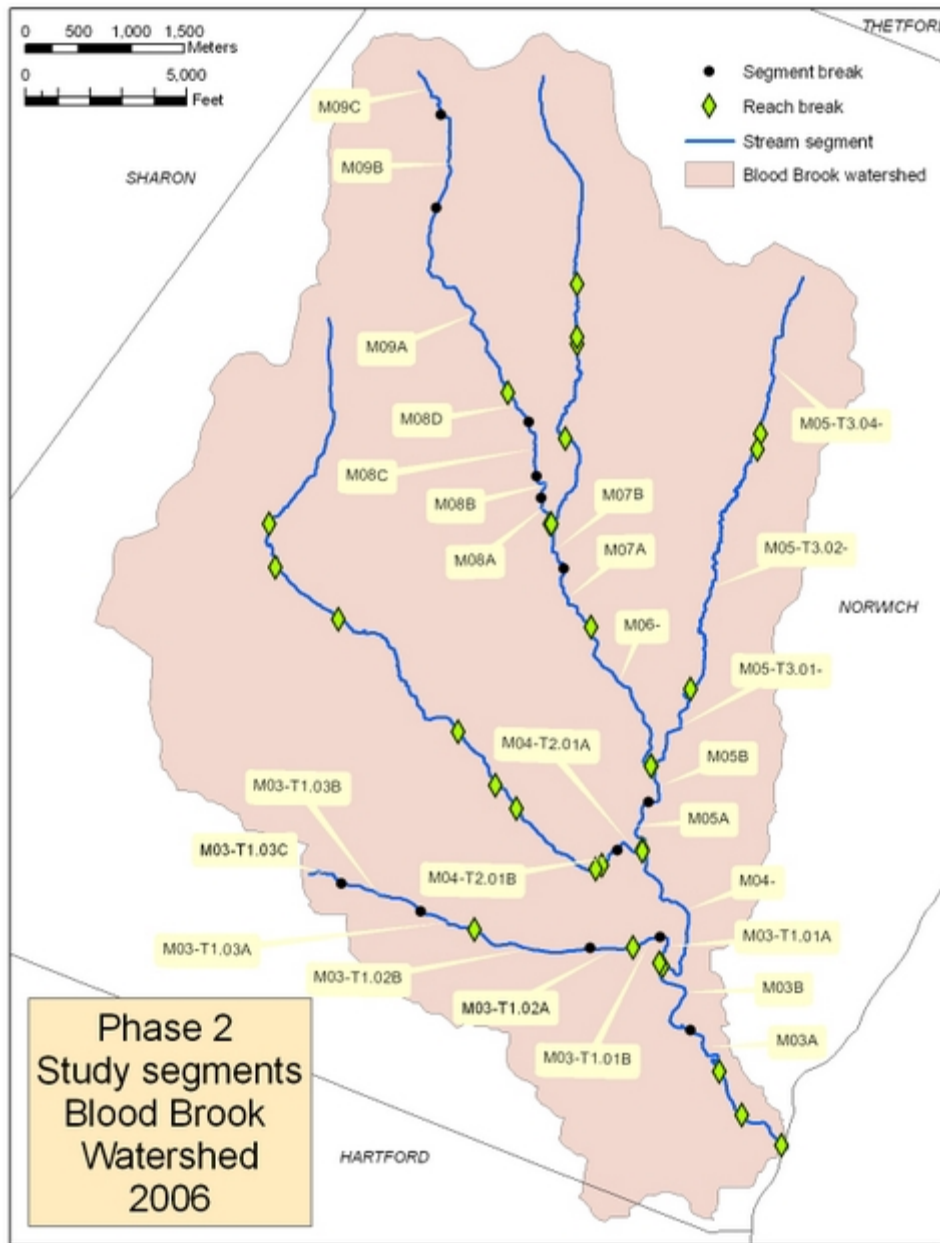 0 500 1,000 1,500
Meters
0 5,000
Feet
THETFORD
Segment break
Reach break
Stream segment
Blood Brook watershed
SHARON
M09C
M09B
M09A
M08D
M05-T3.04-
M08C
M08B
M07B
M08A
M07A
M05-T3.02-
NORWICH
M06-
M05-T3.01-
M04-T2.01A
M05B
M03-T1.03B
M05A
M03-T1.03C
M04-T2.01B
M04-
M03-T1.01A
M03-T1.03A
M03-T1.02B
M03-T1.02A
M03B
M03A
M03-T1.01B
Phase 2
Study segments
Blood Brook
Watershed
2006
HARTFORD